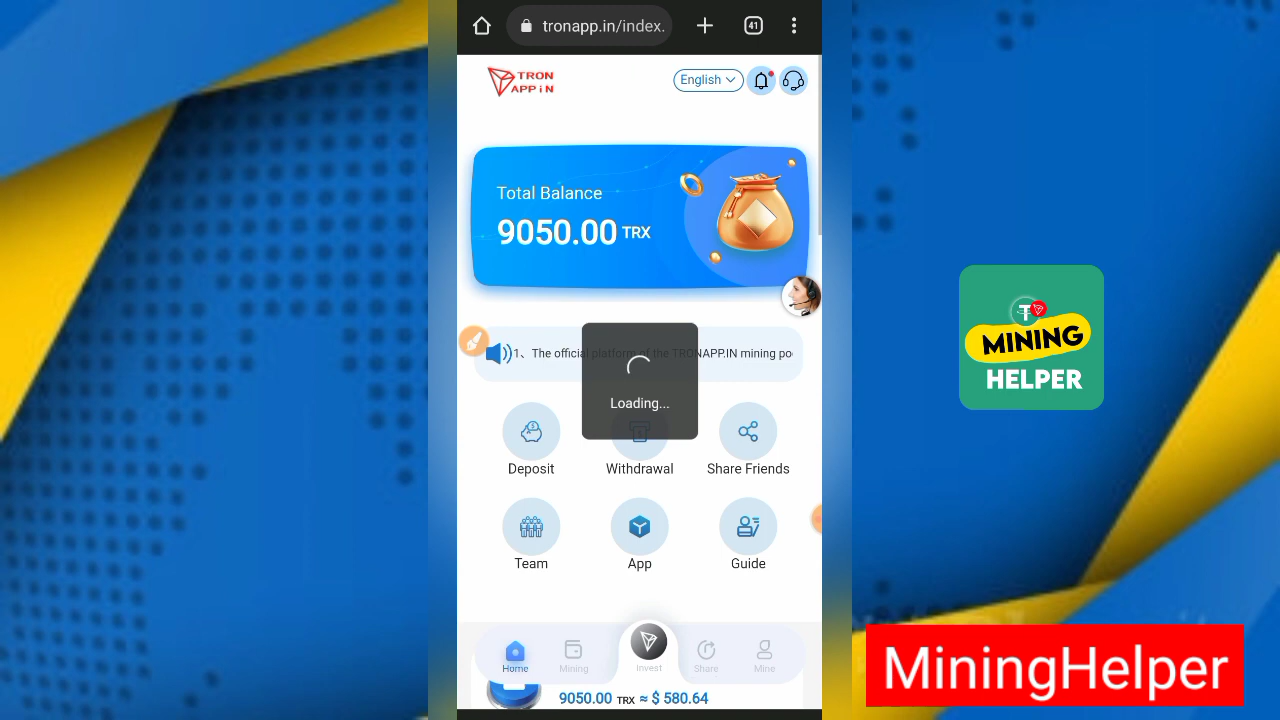 tronapp.in/index.
41
TRON
APP iN
English
Total Balance
9050.00 TRX
1、The official platform of the TRONAPP.IN mining po
Loading...
Deposit
Withdrawal
Share Friends
Team
App
Guide
Home
Mining
Invest
Share
Mine
9050.00 TRX ≈ $ 580.64
T
MINING
HELPER
MiningHelper